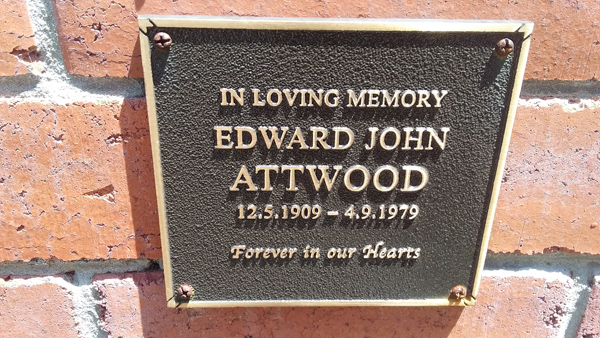 IN LOVING MEMORY
EDWARD JOHN
ATTWOOD
12.5.1909 – 4.9.1979
Forever in our Hearts